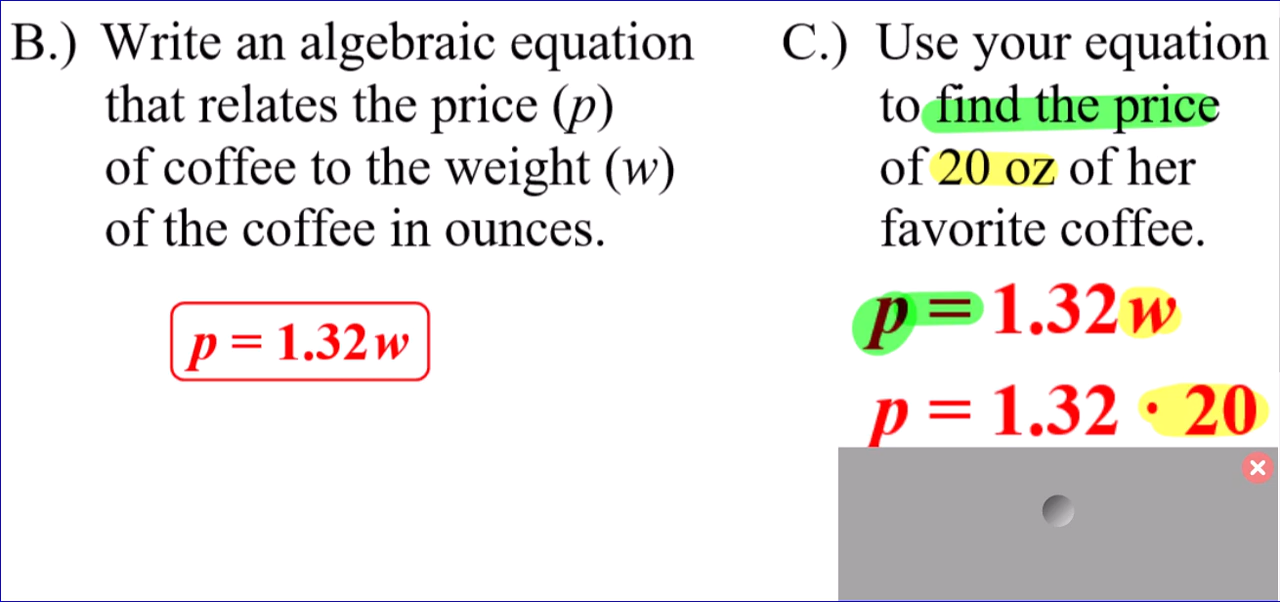 B.) Write an algebraic equation
that relates the price (p)
of coffee to the weight (w)
of the coffee in ounces.
p = 1.32w
C.) Use your equation
to find the price
of 20 oz of her
favorite coffee.
p = 1.32w
p = 1.32 · 20